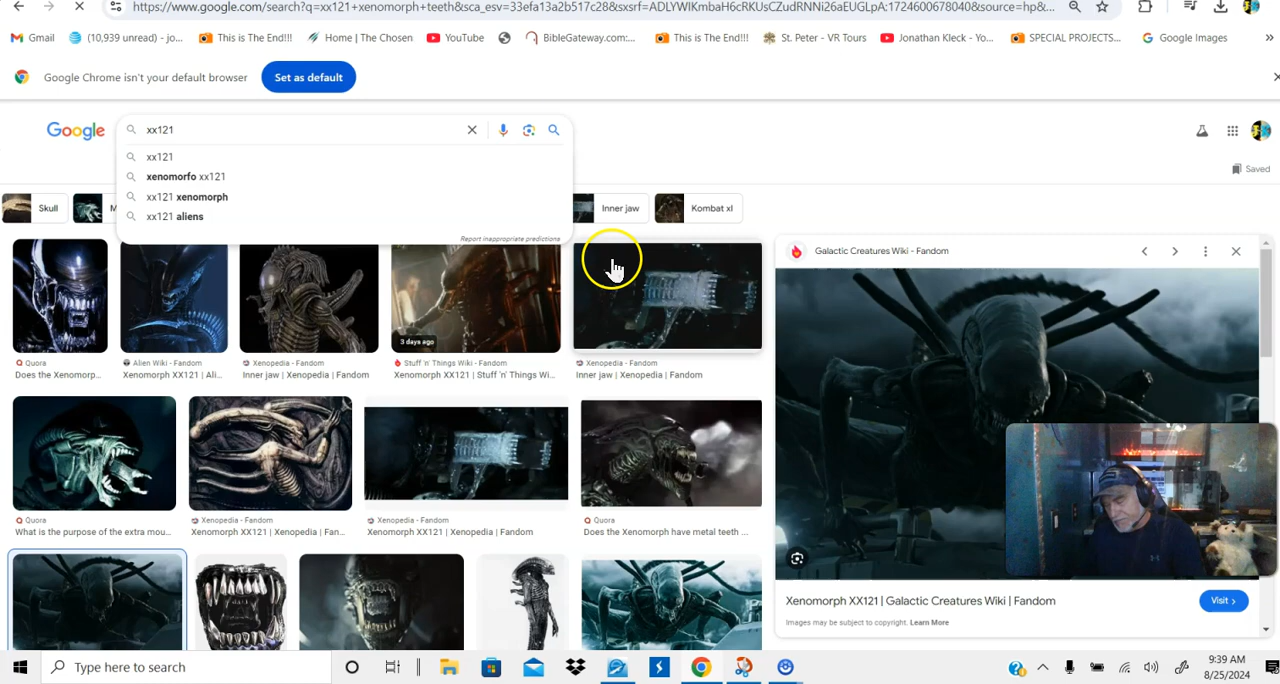 https://www.google.com/search?q=xx121+xenomorph+teeth&sca_esv=33efa13a2b517c28&sxsrf=ADLYWIKmbaH6cRKUsCZudRNNi26aEUGLpA:1724600678040&source=hp&...
Gmail (10,939 unread) - jo... This is The End!!! Home | The Chosen YouTube BibleGateway.com:... This is The End!!! St. Peter - VR Tours Jonathan Kleck - Yo... SPECIAL PROJECTS... Google Images »
Google Chrome isn't your default browser Set as default
Google xx121
Saved
xx121
xenomorfo xx121
xx121 xenomorph
xx121 aliens
Report inappropriate predictions
Skull M Inner jaw Kombat xl
Galactic Creatures Wiki - Fandom
3 days ago
Quora Alien Wiki - Fandom Xenopedia - Fandom Stuff 'n' Things Wiki - Fandom Xenopedia - Fandom
Does the Xenomorp... Xenomorph XX121 | Ali... Inner jaw | Xenopedia | Fandom Xenomorph XX121 | Stuff 'n' Things Wi... Inner jaw | Xenopedia | Fandom
Quora Xenopedia - Fandom Xenopedia - Fandom Quora
What is the purpose of the extra mou... Xenomorph XX121 | Xenopedia | Fan... Xenomorph XX121 | Xenopedia | Fandom Does the Xenomorph have metal teeth ...
Xenomorph XX121 | Galactic Creatures Wiki | Fandom Visit >
Images may be subject to copyright. Learn More
Type here to search
9:39 AM
8/25/2024